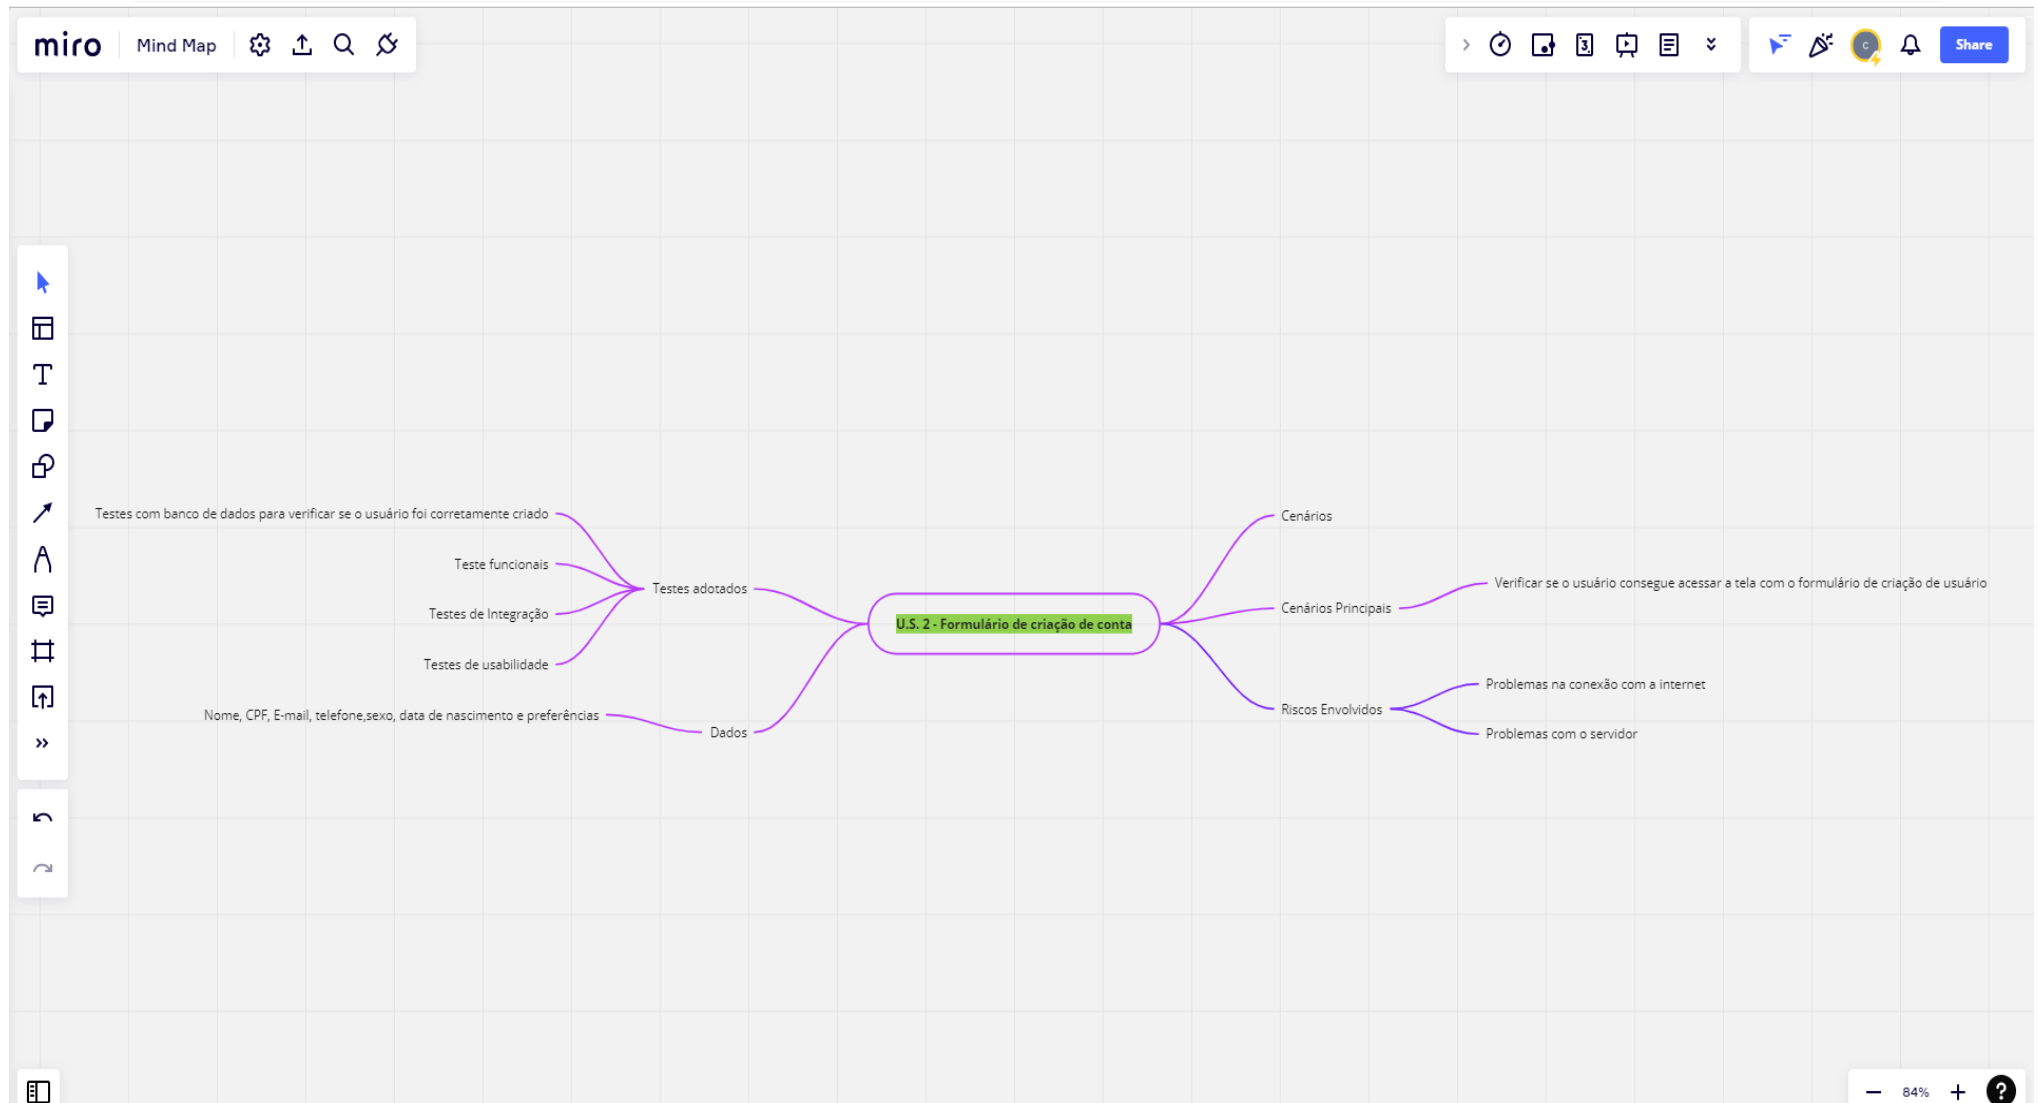 miro
Mind Map
3
C
Share
Testes com banco de dados para verificar se o usuário foi corretamente criado
Teste funcionais
Testes de Integração
Testes de usabilidade
Testes adotados
Nome, CPF, E-mail, telefone,sexo, data de nascimento e preferências
Dados
U.S. 2 - Formulário de criação de conta
Cenários
Cenários Principais
Verificar se o usuário consegue acessar a tela com o formulário de criação de usuário
Riscos Envolvidos
Problemas na conexão com a internet
Problemas com o servidor
84%
?